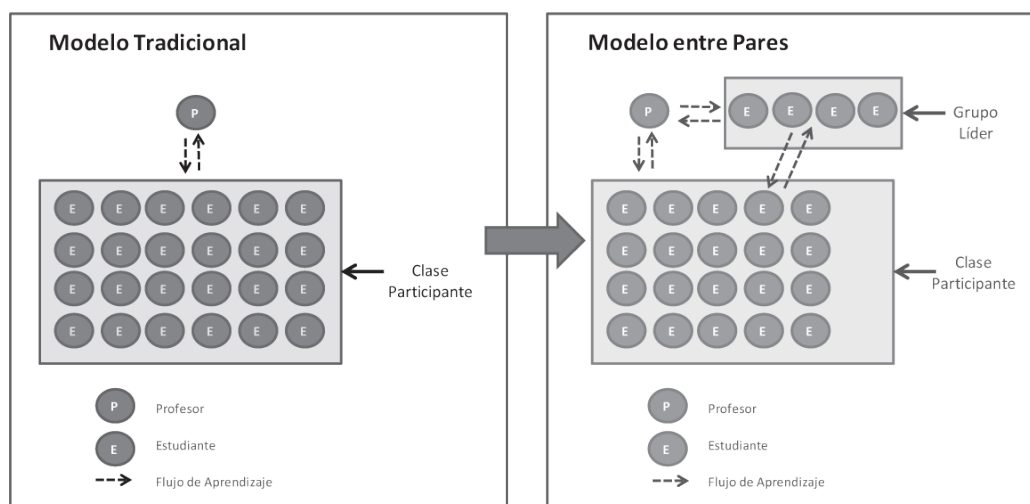 Modelo Tradicional
P
E E E E E E
E E E E E E
E E E E E E
E E E E E E
Clase
Participante
P Profesor
E Estudiante
Flujo de Aprendizaje
Modelo entre Pares
P E E E E
Grupo
Líder
E E E E E
E E E E E
E E E E E
E E E E E
Clase
Participante
P Profesor
E Estudiante
Flujo de Aprendizaje